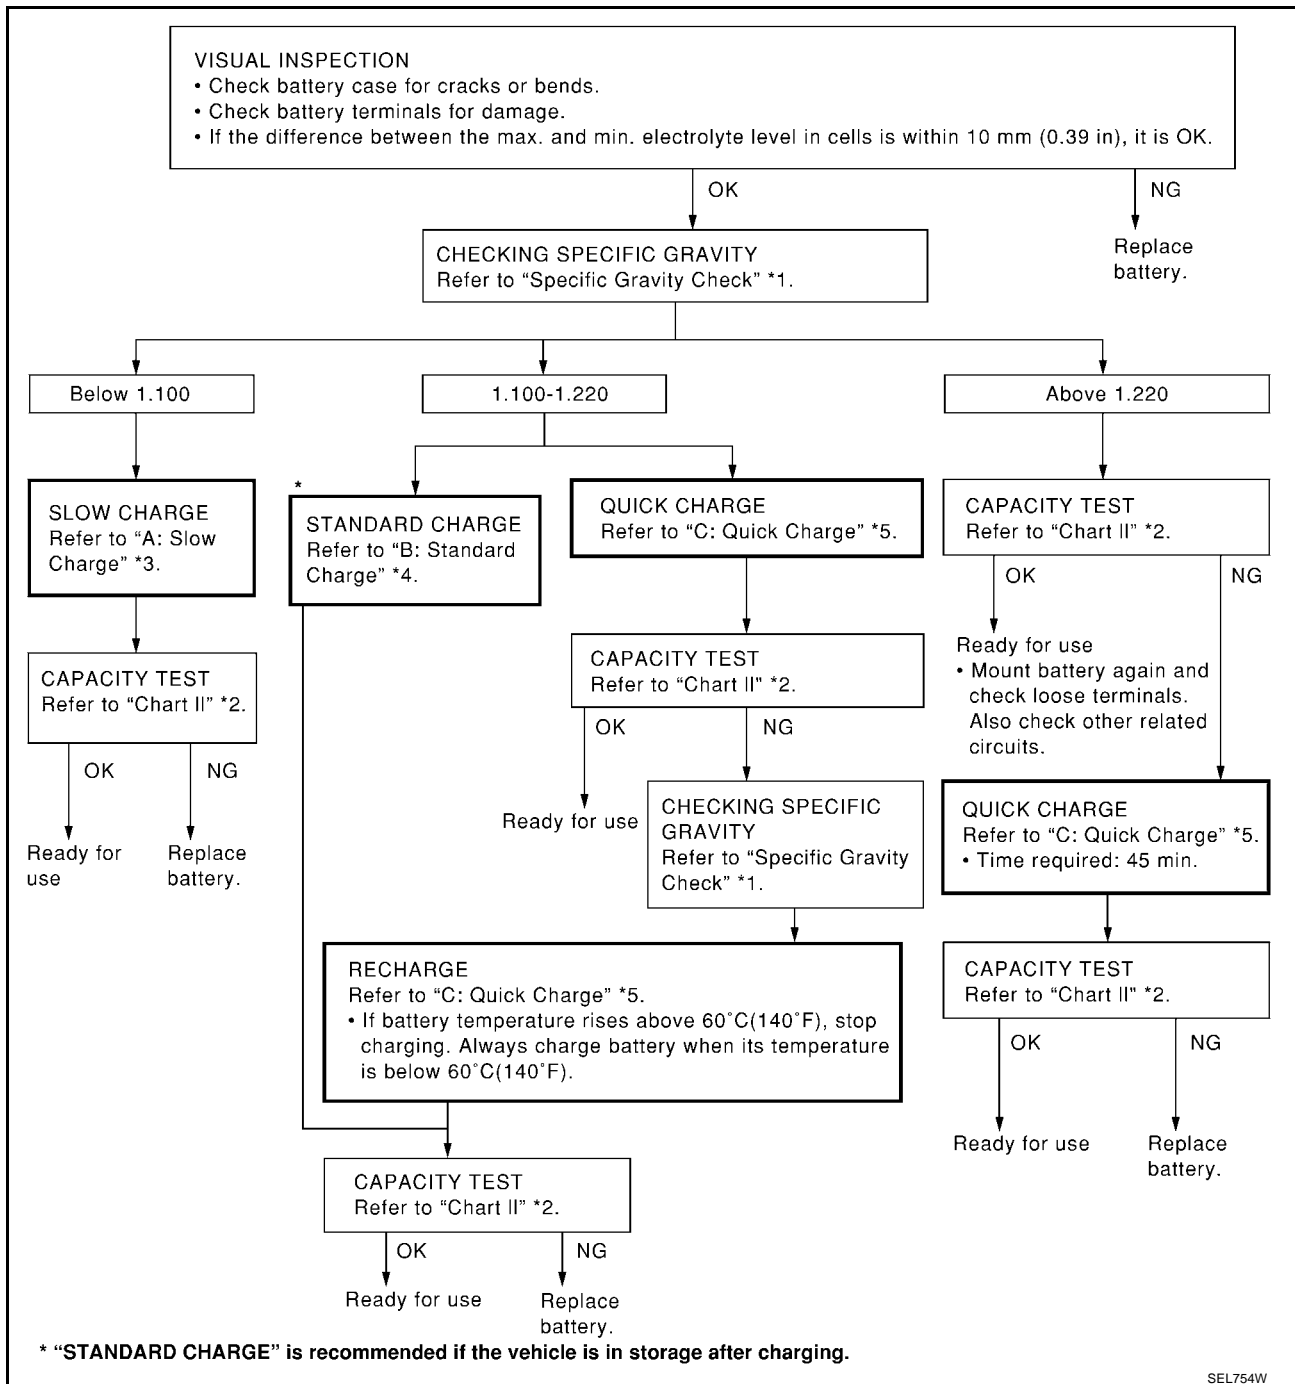 VISUAL INSPECTION
• Check battery case for cracks or bends.
• Check battery terminals for damage.
• If the difference between the max. and min. electrolyte level in cells is within 10 mm (0.39 in), it is OK.
OK
NG
Replace
battery.
CHECKING SPECIFIC GRAVITY
Refer to “Specific Gravity Check” *1.
Below 1.100
1.100-1.220
Above 1.220
SLOW CHARGE
Refer to “A: Slow
Charge” *3.
CAPACITY TEST
Refer to “Chart II” *2.
OK
NG
Ready for
use
Replace
battery.
*
STANDARD CHARGE
Refer to “B: Standard
Charge” *4.
QUICK CHARGE
Refer to “C: Quick Charge” *5.
CAPACITY TEST
Refer to “Chart II” *2.
OK
NG
Ready for use
CHECKING SPECIFIC
GRAVITY
Refer to “Specific Gravity
Check” *1.
RECHARGE
Refer to “C: Quick Charge” *5.
• If battery temperature rises above 60˚C(140˚F), stop
charging. Always charge battery when its temperature
is below 60˚C(140˚F).
CAPACITY TEST
Refer to “Chart II” *2.
OK
NG
Ready for use
Replace
battery.
CAPACITY TEST
Refer to “Chart II” *2.
OK
NG
Ready for use
• Mount battery again and
check loose terminals.
Also check other related
circuits.
QUICK CHARGE
Refer to “C: Quick Charge” *5.
• Time required: 45 min.
CAPACITY TEST
Refer to “Chart II” *2.
OK
NG
Ready for use
Replace
battery.
* “STANDARD CHARGE” is recommended if the vehicle is in storage after charging.
SEL754W